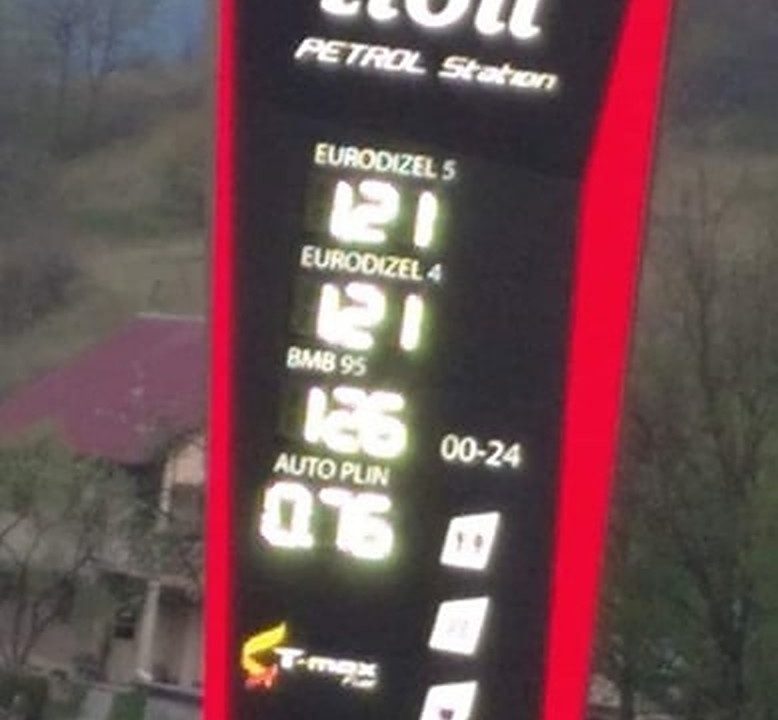 PETROL Station
EURODIZEL 5
121
EURODIZEL 4
121
BMB 95
126
00-24
AUTO PLIN
0.76
T-max